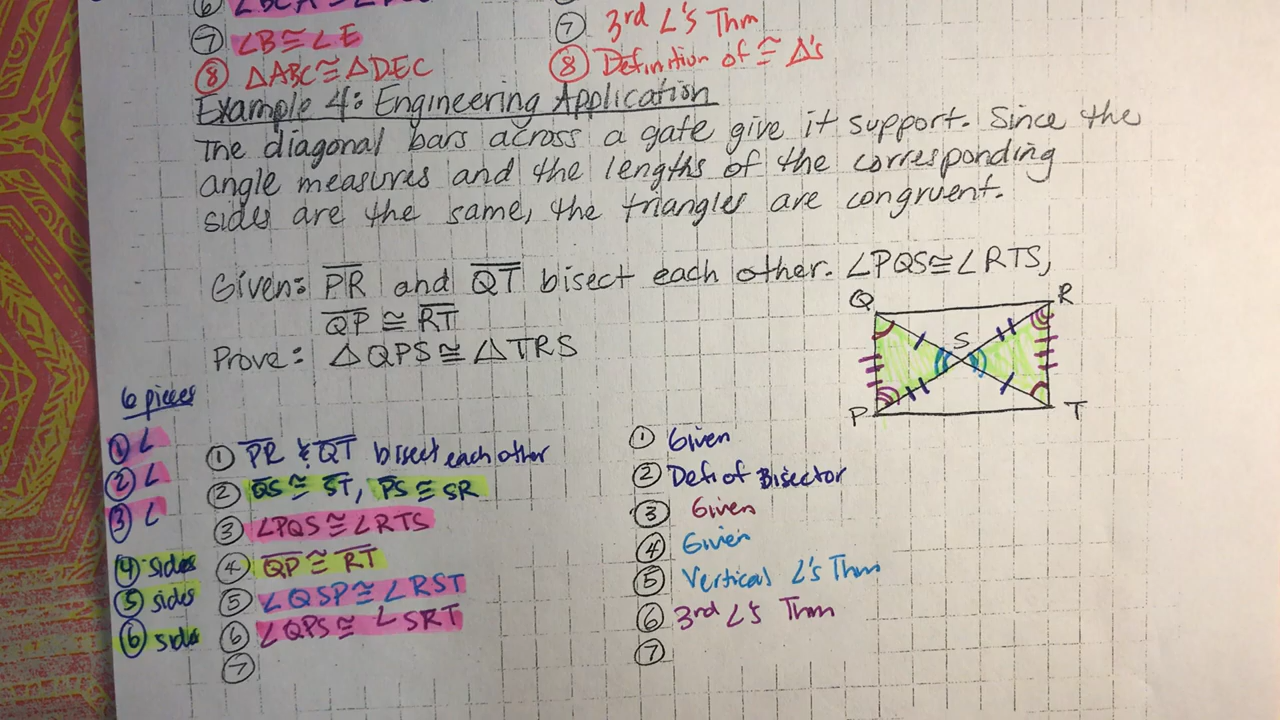 ⑥ ∠BCA ≅
⑦ 3rd ∠'s Thm
⑦ ∠B ≅ ∠E
⑧ △ABC ≅ △DEC
⑧ Definition of ≅ △'s
Example 4: Engineering Application
The diagonal bars across a gate give it support. Since the
angle measures and the lengths of the corresponding
sides are the same, the triangles are congruent.
Given: PR and QT bisect each other. ∠PQS ≅ ∠RTS,
QP ≅ RT
Prove: △QPS ≅ △TRS
Q
R
S
P
T
6 pieces
① ∠
② ∠
③ ∠
④ sides
⑤ sides
⑥ side
① PR & QT bisect each other
② QS ≅ ST, PS ≅ SR
③ ∠PQS ≅ ∠RTS
④ QP ≅ RT
⑤ ∠QSP ≅ ∠RST
⑥ ∠QPS ≅ ∠SRT
⑦
① Given
② Def. of Bisector
③ Given
④ Given
⑤ Vertical ∠'s Thm
⑥ 3rd ∠'s Thm
⑦